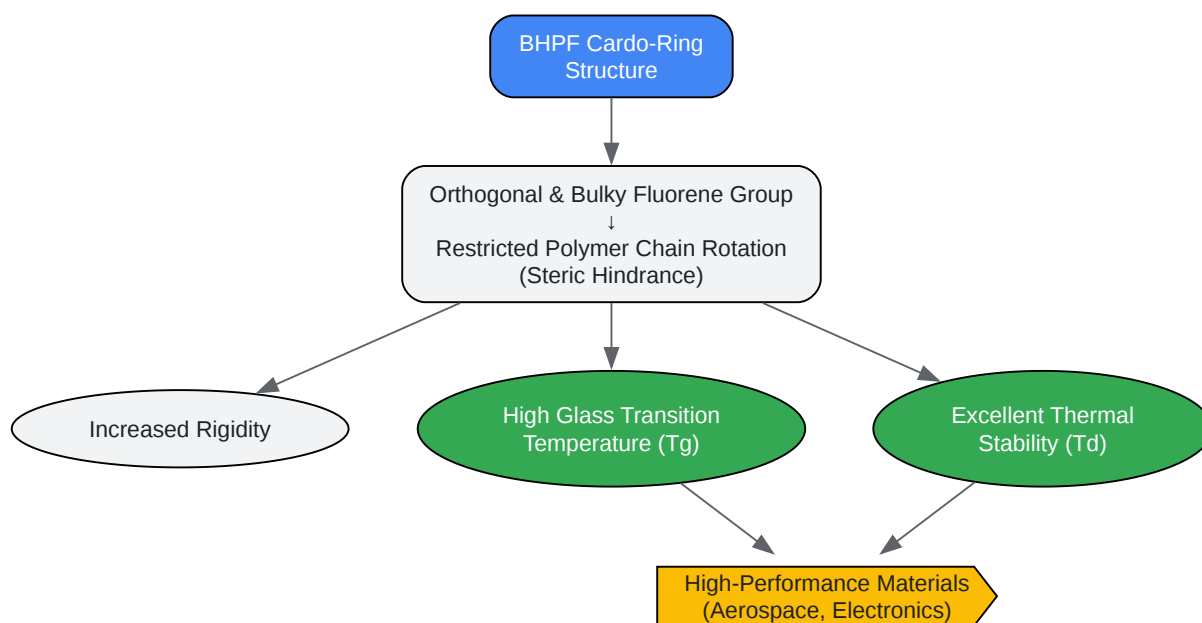 BHPF Cardo-Ring
Structure
Orthogonal & Bulky Fluorene Group
↓
Restricted Polymer Chain Rotation
(Steric Hindrance)
Increased Rigidity
High Glass Transition
Temperature (Tg)
Excellent Thermal
Stability (Td)
High-Performance Materials
(Aerospace, Electronics)